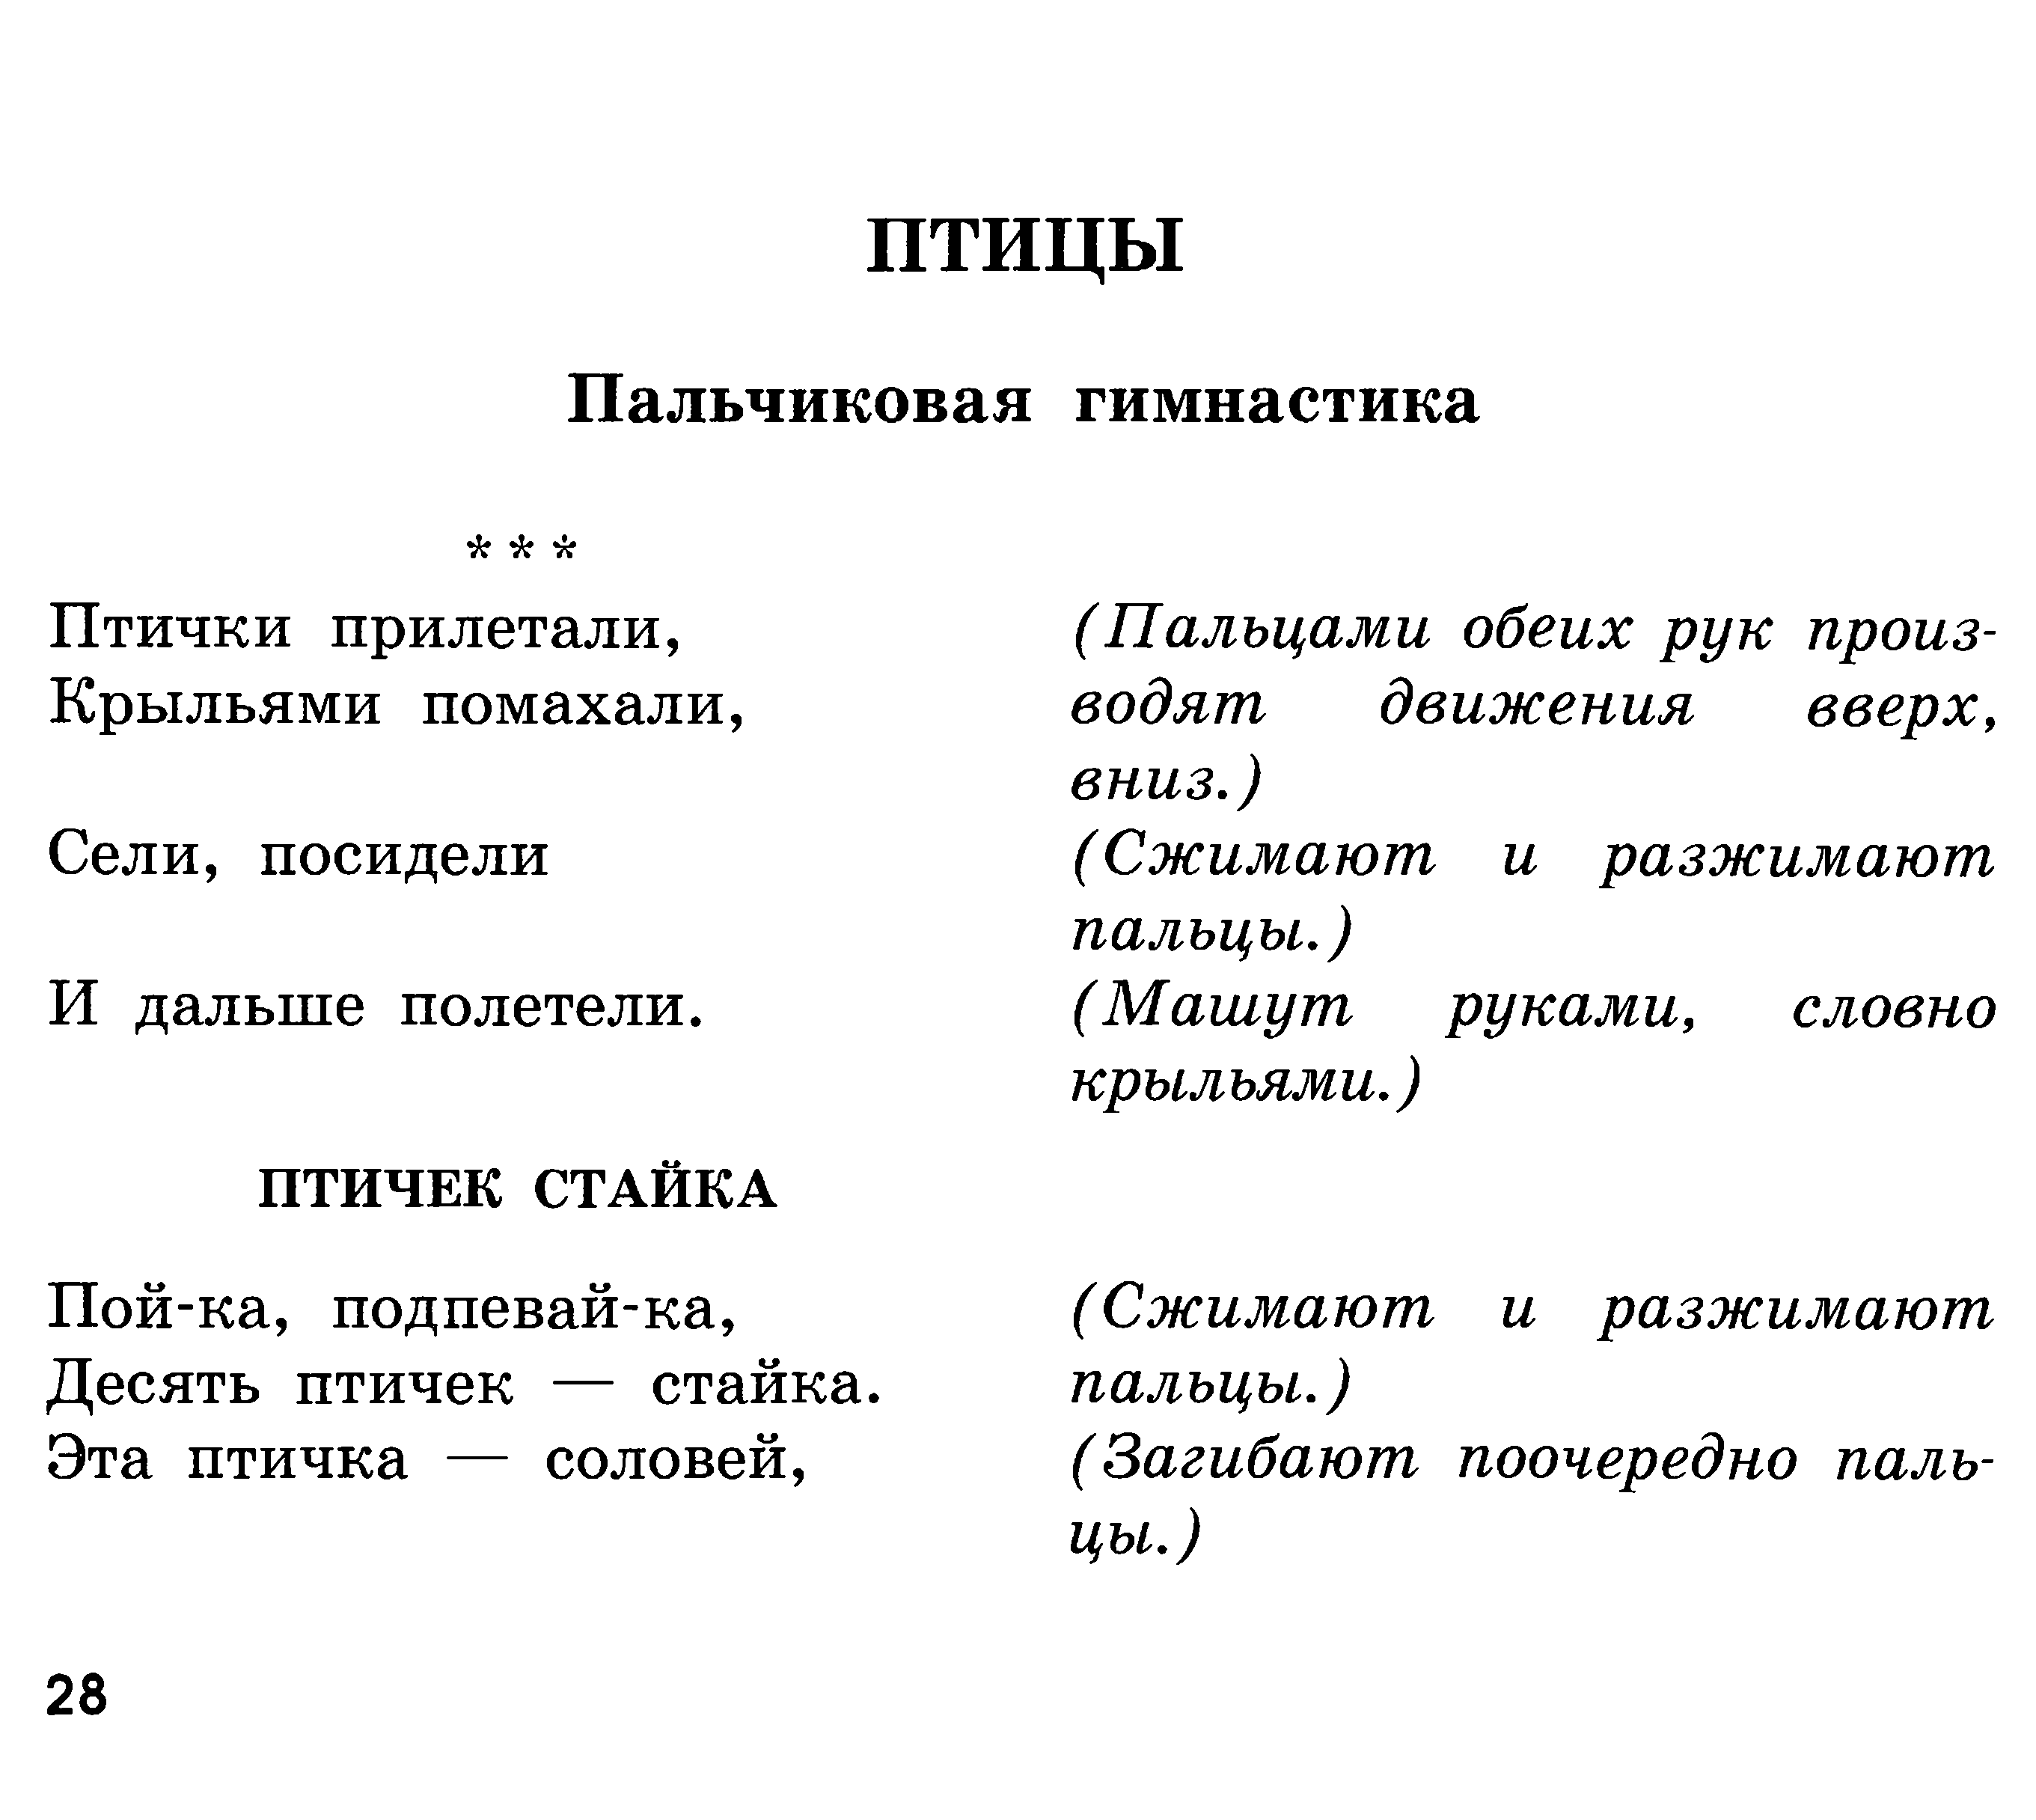 ПТИЦЫ
Пальчиковая гимнастика
* * *
Птички прилетали,
(Пальцами обеих рук произ-
Крыльями помахали,
водят движения вверх,
вниз.)
Сели, посидели
(Сжимают и разжимают
пальцы.)
И дальше полетели.
(Машут руками, словно
крыльями.)
ПТИЧЕК СТАЙКА
Пой-ка, подпевай-ка,
(Сжимают и разжимают
Десять птичек — стайка.
пальцы.)
Эта птичка — соловей,
(Загибают поочередно паль-
цы.)
28